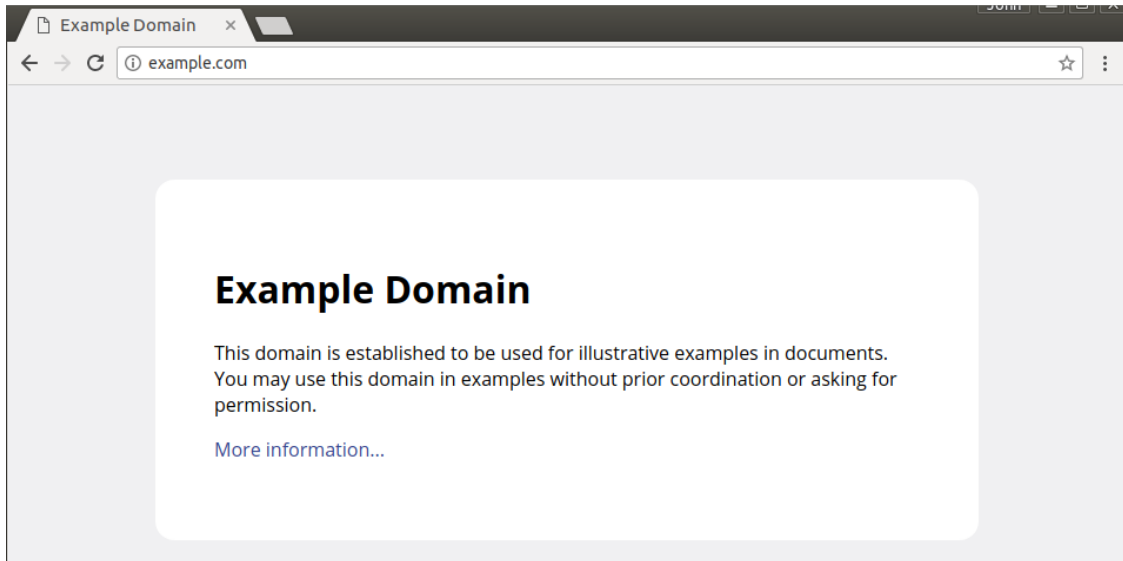 John
Example Domain
example.com
Example Domain
This domain is established to be used for illustrative examples in documents.
You may use this domain in examples without prior coordination or asking for
permission.
More information...